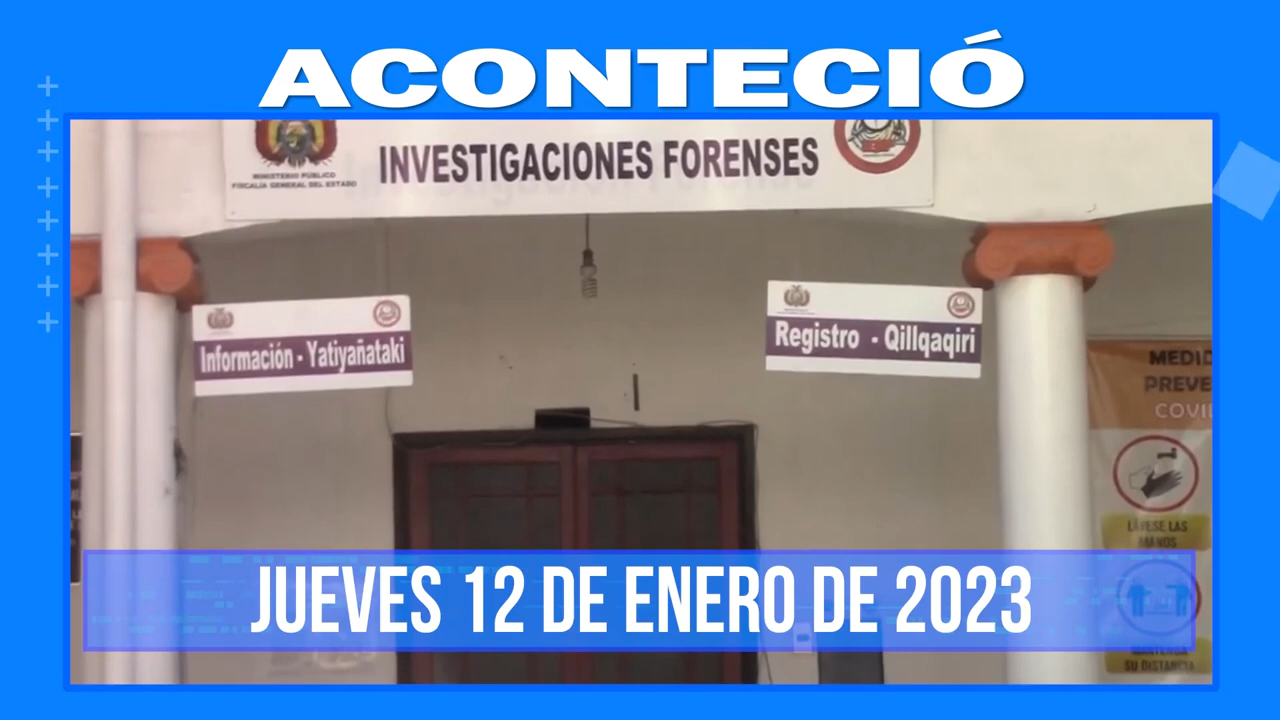 ACONTECIÓ
MINISTERIO PÚBLICO
FISCALÍA GENERAL DEL ESTADO
INVESTIGACIONES FORENSES
Información - Yatiyañataki
Registro - Qillqaqiri
MEDID
PREVE
COVI
LÁVESE LAS
MANOS
MANTENGA
SU DISTANCIA
JUEVES 12 DE ENERO DE 2023